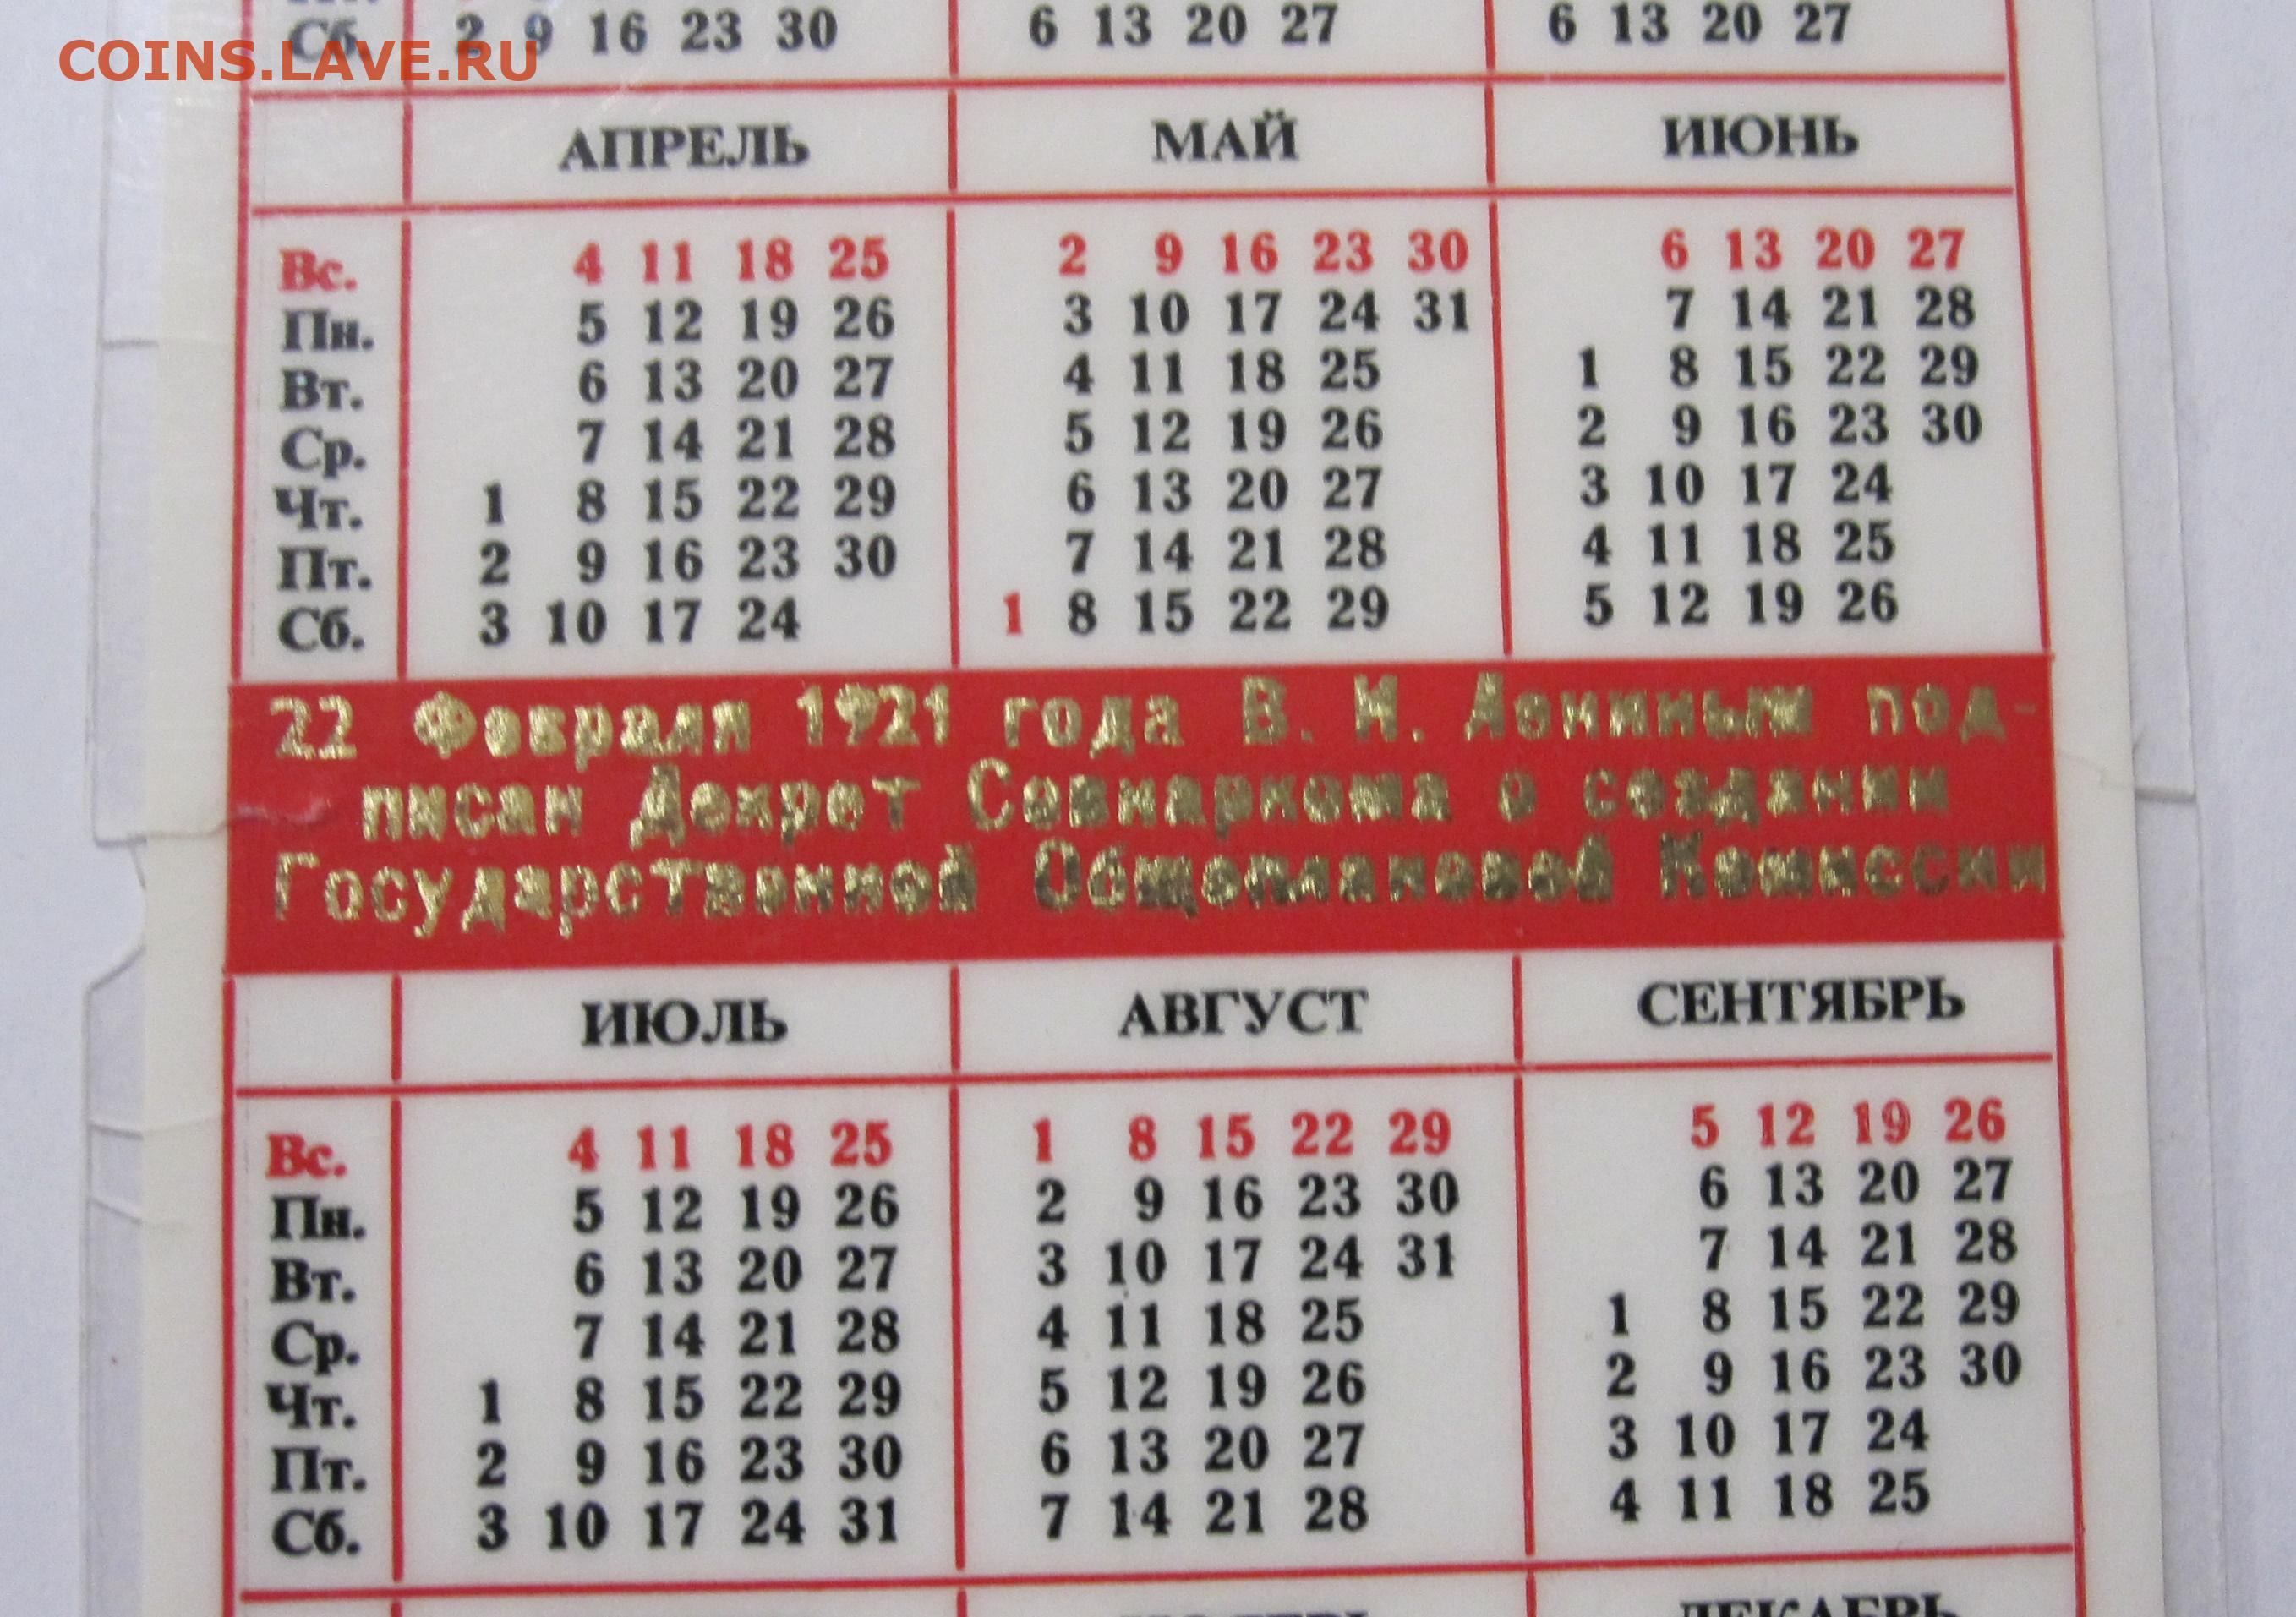 COINS.LAVE.RU
Сб. 2 9 16 23 30 6 13 20 27 6 13 20 27
АПРЕЛЬ МАЙ ИЮНЬ
Вс. 4 11 18 25 2 9 16 23 30 6 13 20 27
Пн. 5 12 19 26 3 10 17 24 31 7 14 21 28
Вт. 6 13 20 27 4 11 18 25 1 8 15 22 29
Ср. 7 14 21 28 5 12 19 26 2 9 16 23 30
Чт. 1 8 15 22 29 6 13 20 27 3 10 17 24
Пт. 2 9 16 23 30 7 14 21 28 4 11 18 25
Сб. 3 10 17 24 1 8 15 22 29 5 12 19 26
22 Февраля 1921 года В. И. Лениным под-
писан Декрет Совнаркома о создании
Государственной Общеплановой Комиссии
ИЮЛЬ АВГУСТ СЕНТЯБРЬ
Вс. 4 11 18 25 1 8 15 22 29 5 12 19 26
Пн. 5 12 19 26 2 9 16 23 30 6 13 20 27
Вт. 6 13 20 27 3 10 17 24 31 7 14 21 28
Ср. 7 14 21 28 4 11 18 25 1 8 15 22 29
Чт. 1 8 15 22 29 5 12 19 26 2 9 16 23 30
Пт. 2 9 16 23 30 6 13 20 27 3 10 17 24
Сб. 3 10 17 24 31 7 14 21 28 4 11 18 25
ДЕКАБРЬ